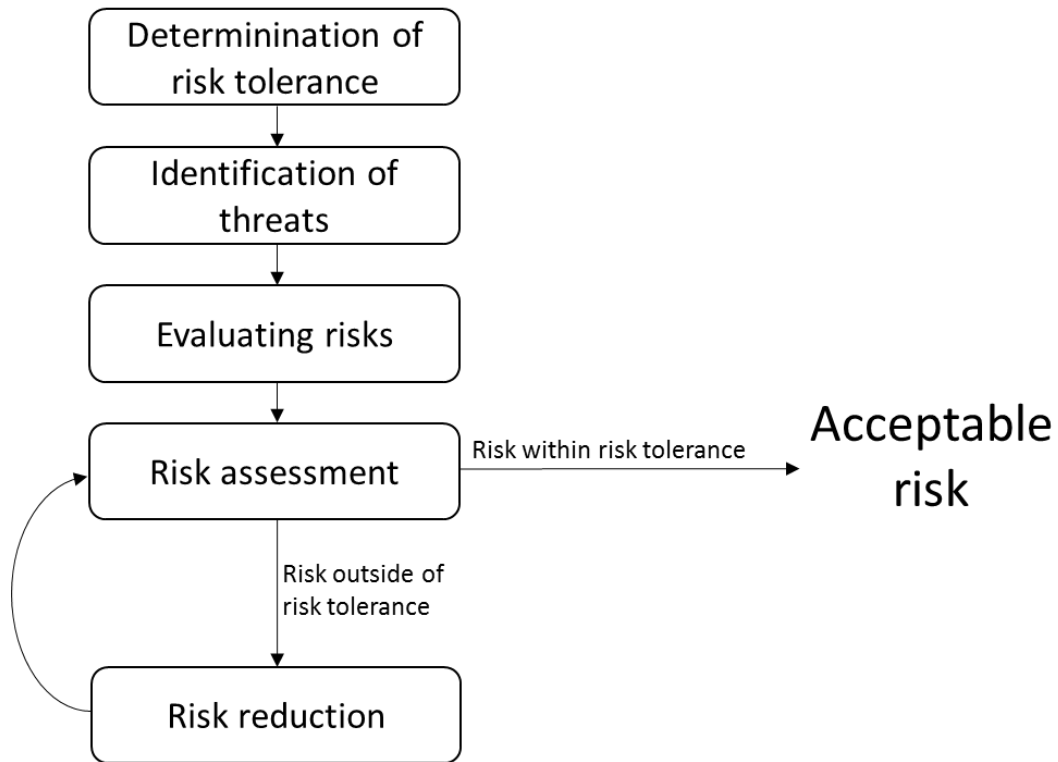 Determinination of
risk tolerance
Identification of
threats
Evaluating risks
Risk assessment
Risk within risk tolerance
Acceptable
risk
Risk outside of
risk tolerance
Risk reduction